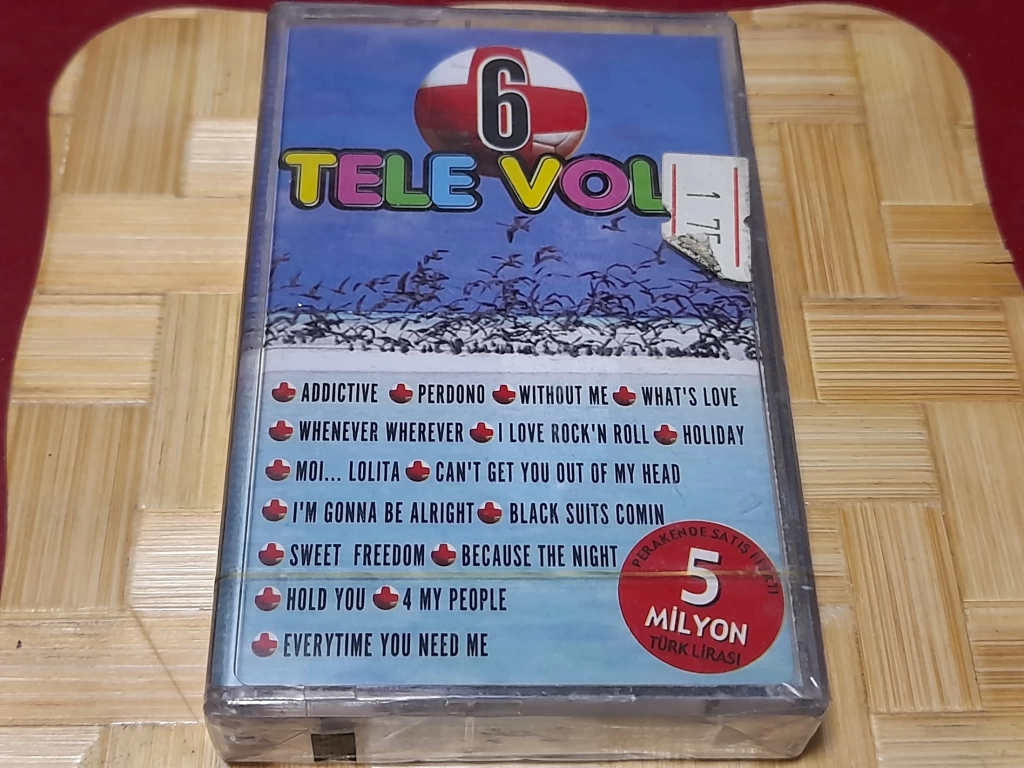 6
TELE VOL
1 75
ADDICTIVE PERDONO WITHOUT ME WHAT'S LOVE
WHENEVER WHEREVER I LOVE ROCK'N ROLL HOLIDAY
MOI... LOLITA CAN'T GET YOU OUT OF MY HEAD
I'M GONNA BE ALRIGHT BLACK SUITS COMIN
SWEET FREEDOM BECAUSE THE NIGHT
HOLD YOU 4 MY PEOPLE
EVERYTIME YOU NEED ME
PERAKENDE SATIŞ FİYATI
5
MİLYON
TÜRK LİRASI